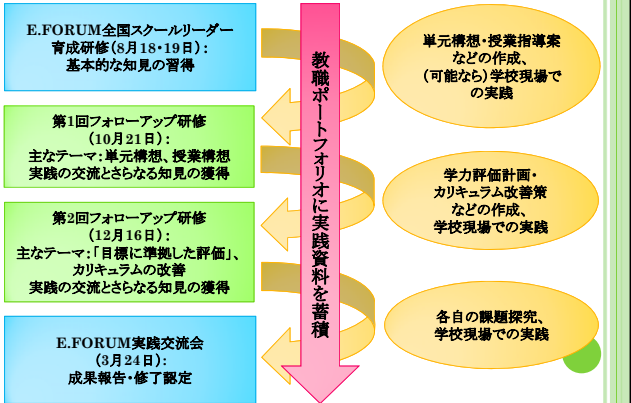 E.FORUM全国スクールリーダー
育成研修（8月18・19日）：
基本的な知見の習得
第1回フォローアップ研修
（10月21日）：
主なテーマ：単元構想、授業構想
実践の交流とさらなる知見の獲得
第2回フォローアップ研修
（12月16日）：
主なテーマ：「目標に準拠した評価」、
カリキュラムの改善
実践の交流とさらなる知見の獲得
E.FORUM実践交流会
（3月24日）：
成果報告・修了認定
教職ポートフォリオに実践資料を蓄積
単元構想・授業指導案
などの作成、
（可能なら）学校現場で
の実践
学力評価計画・
カリキュラム改善策
などの作成、
学校現場での実践
各自の課題探究、
学校現場での実践